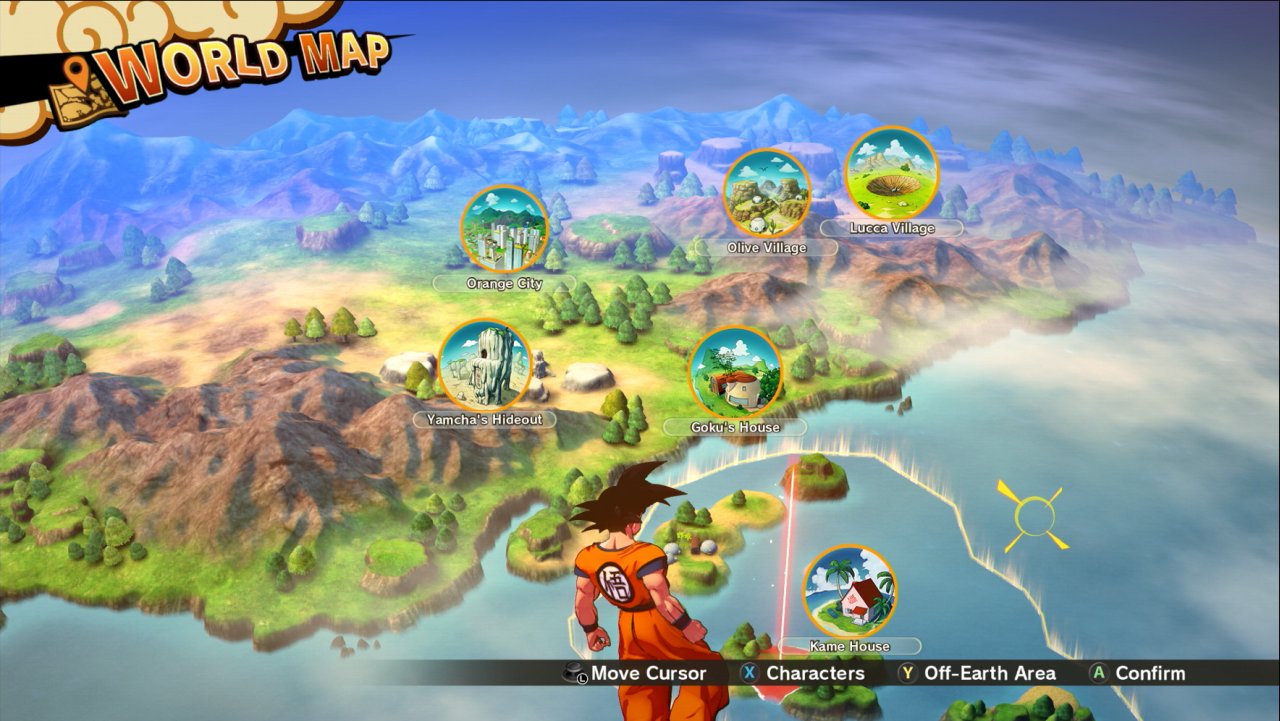 WORLD MAP
Lucca Village
Olive Village
Orange City
Yamcha's Hideout
Goku's House
悟
Kame House
L Move Cursor X Characters Y Off-Earth Area A Confirm